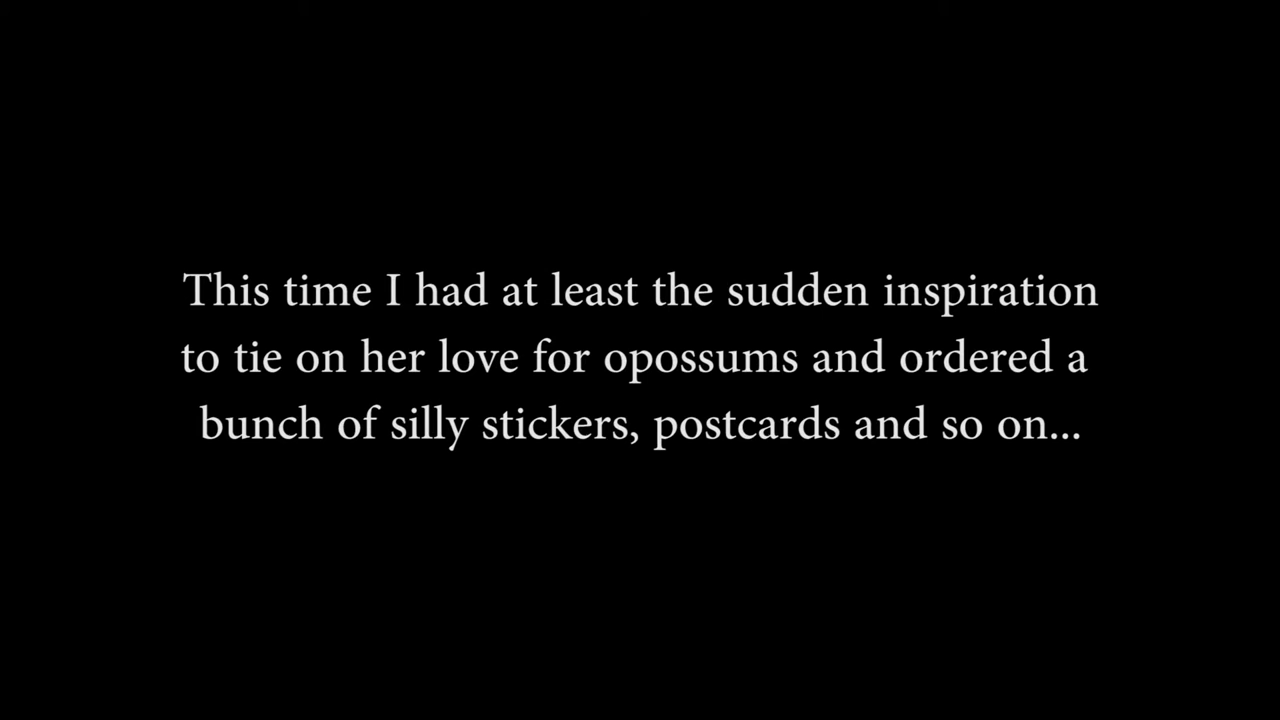 This time I had at least the sudden inspiration
to tie on her love for opossums and ordered a
bunch of silly stickers, postcards and so on...